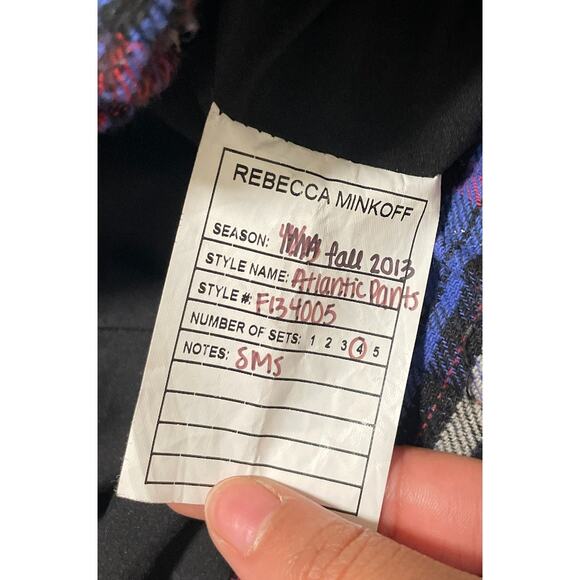 REBECCA MINKOFF
SEASON: fall 2013
STYLE NAME: Atlantic Pants
STYLE #: F134005
NUMBER OF SETS: 1 2 3 4 5
NOTES: SMS